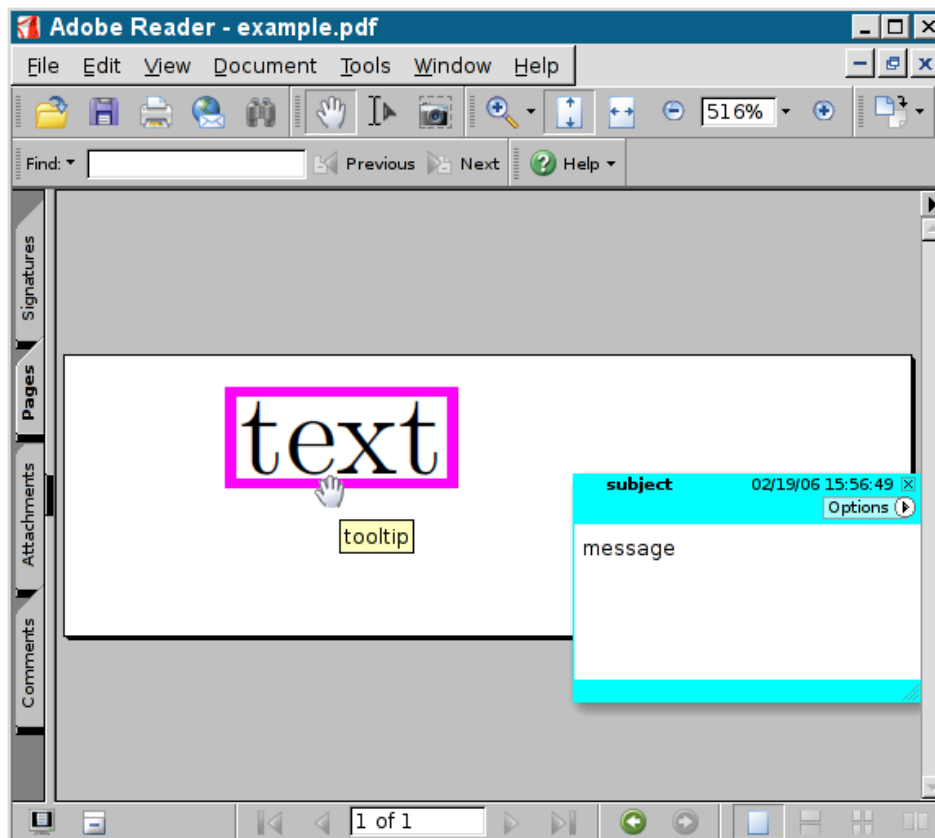 Adobe Reader - example.pdf
File Edit View Document Tools Window Help
516%
Find: Previous Next Help
Signatures
Pages
Attachments
Comments
text
tooltip
subject 02/19/06 15:56:49
Options
message
1 of 1